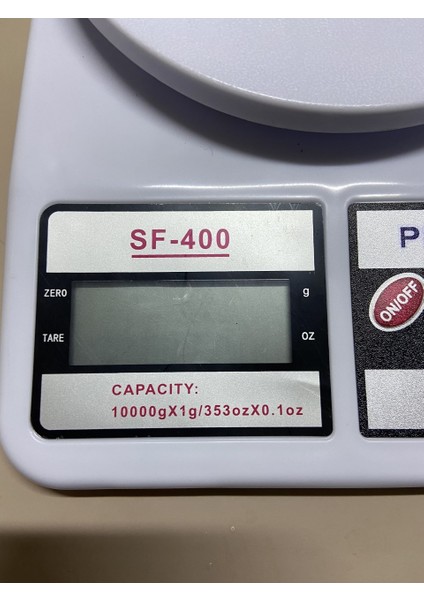 SF-400
ZERO
g
TARE
OZ
CAPACITY:
10000gX1g/353ozX0.1oz
P
ON/OFF